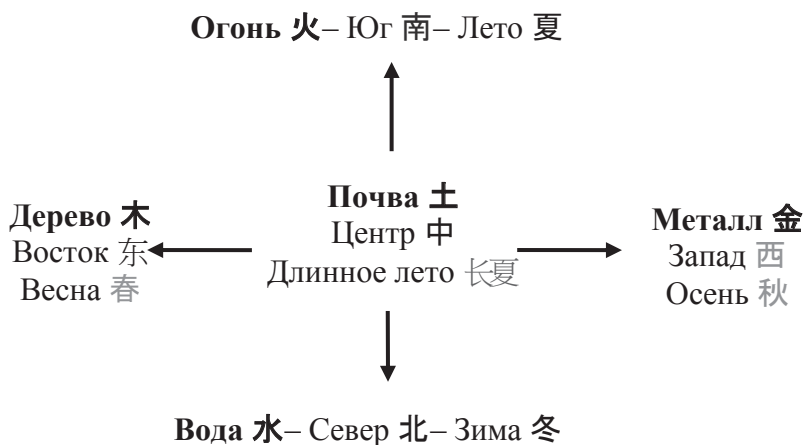 Огонь 火– Юг 南– Лето 夏
Дерево 木
Восток 东
Весна 春
Почва 土
Центр 中
Длинное лето 长夏
Металл 金
Запад 西
Осень 秋
Вода 水– Север 北– Зима 冬